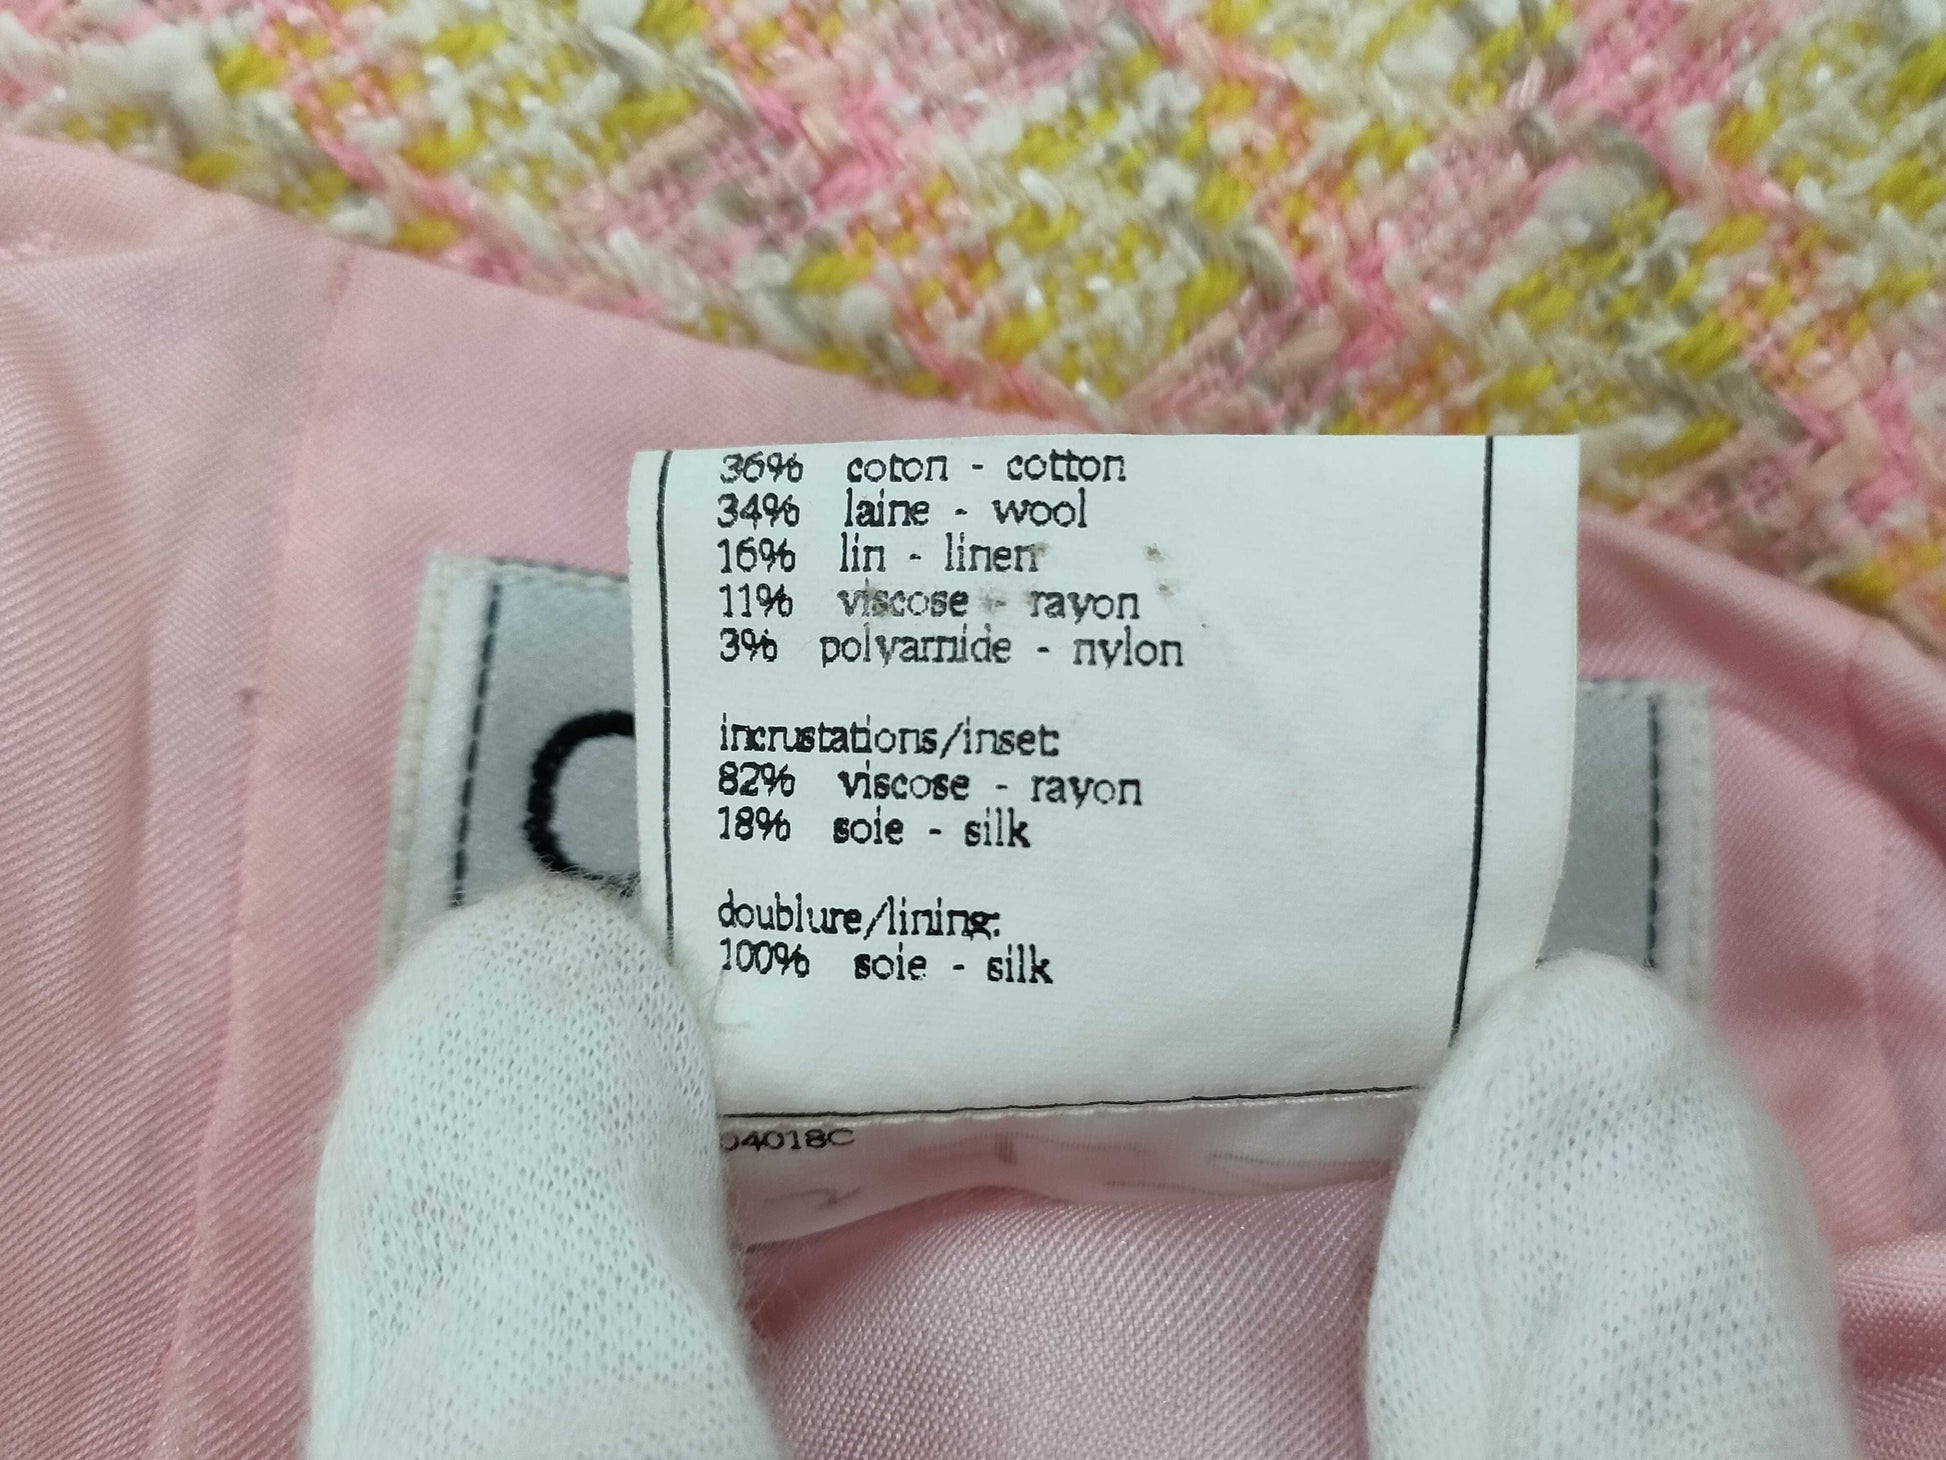 36% coton - cotton
34% laine - wool
16% lin - linen
11% viscose - rayon
3% polyamide - nylon
incrustations/inset:
82% viscose - rayon
18% soie - silk
doublure/lining:
100% soie - silk
04018C